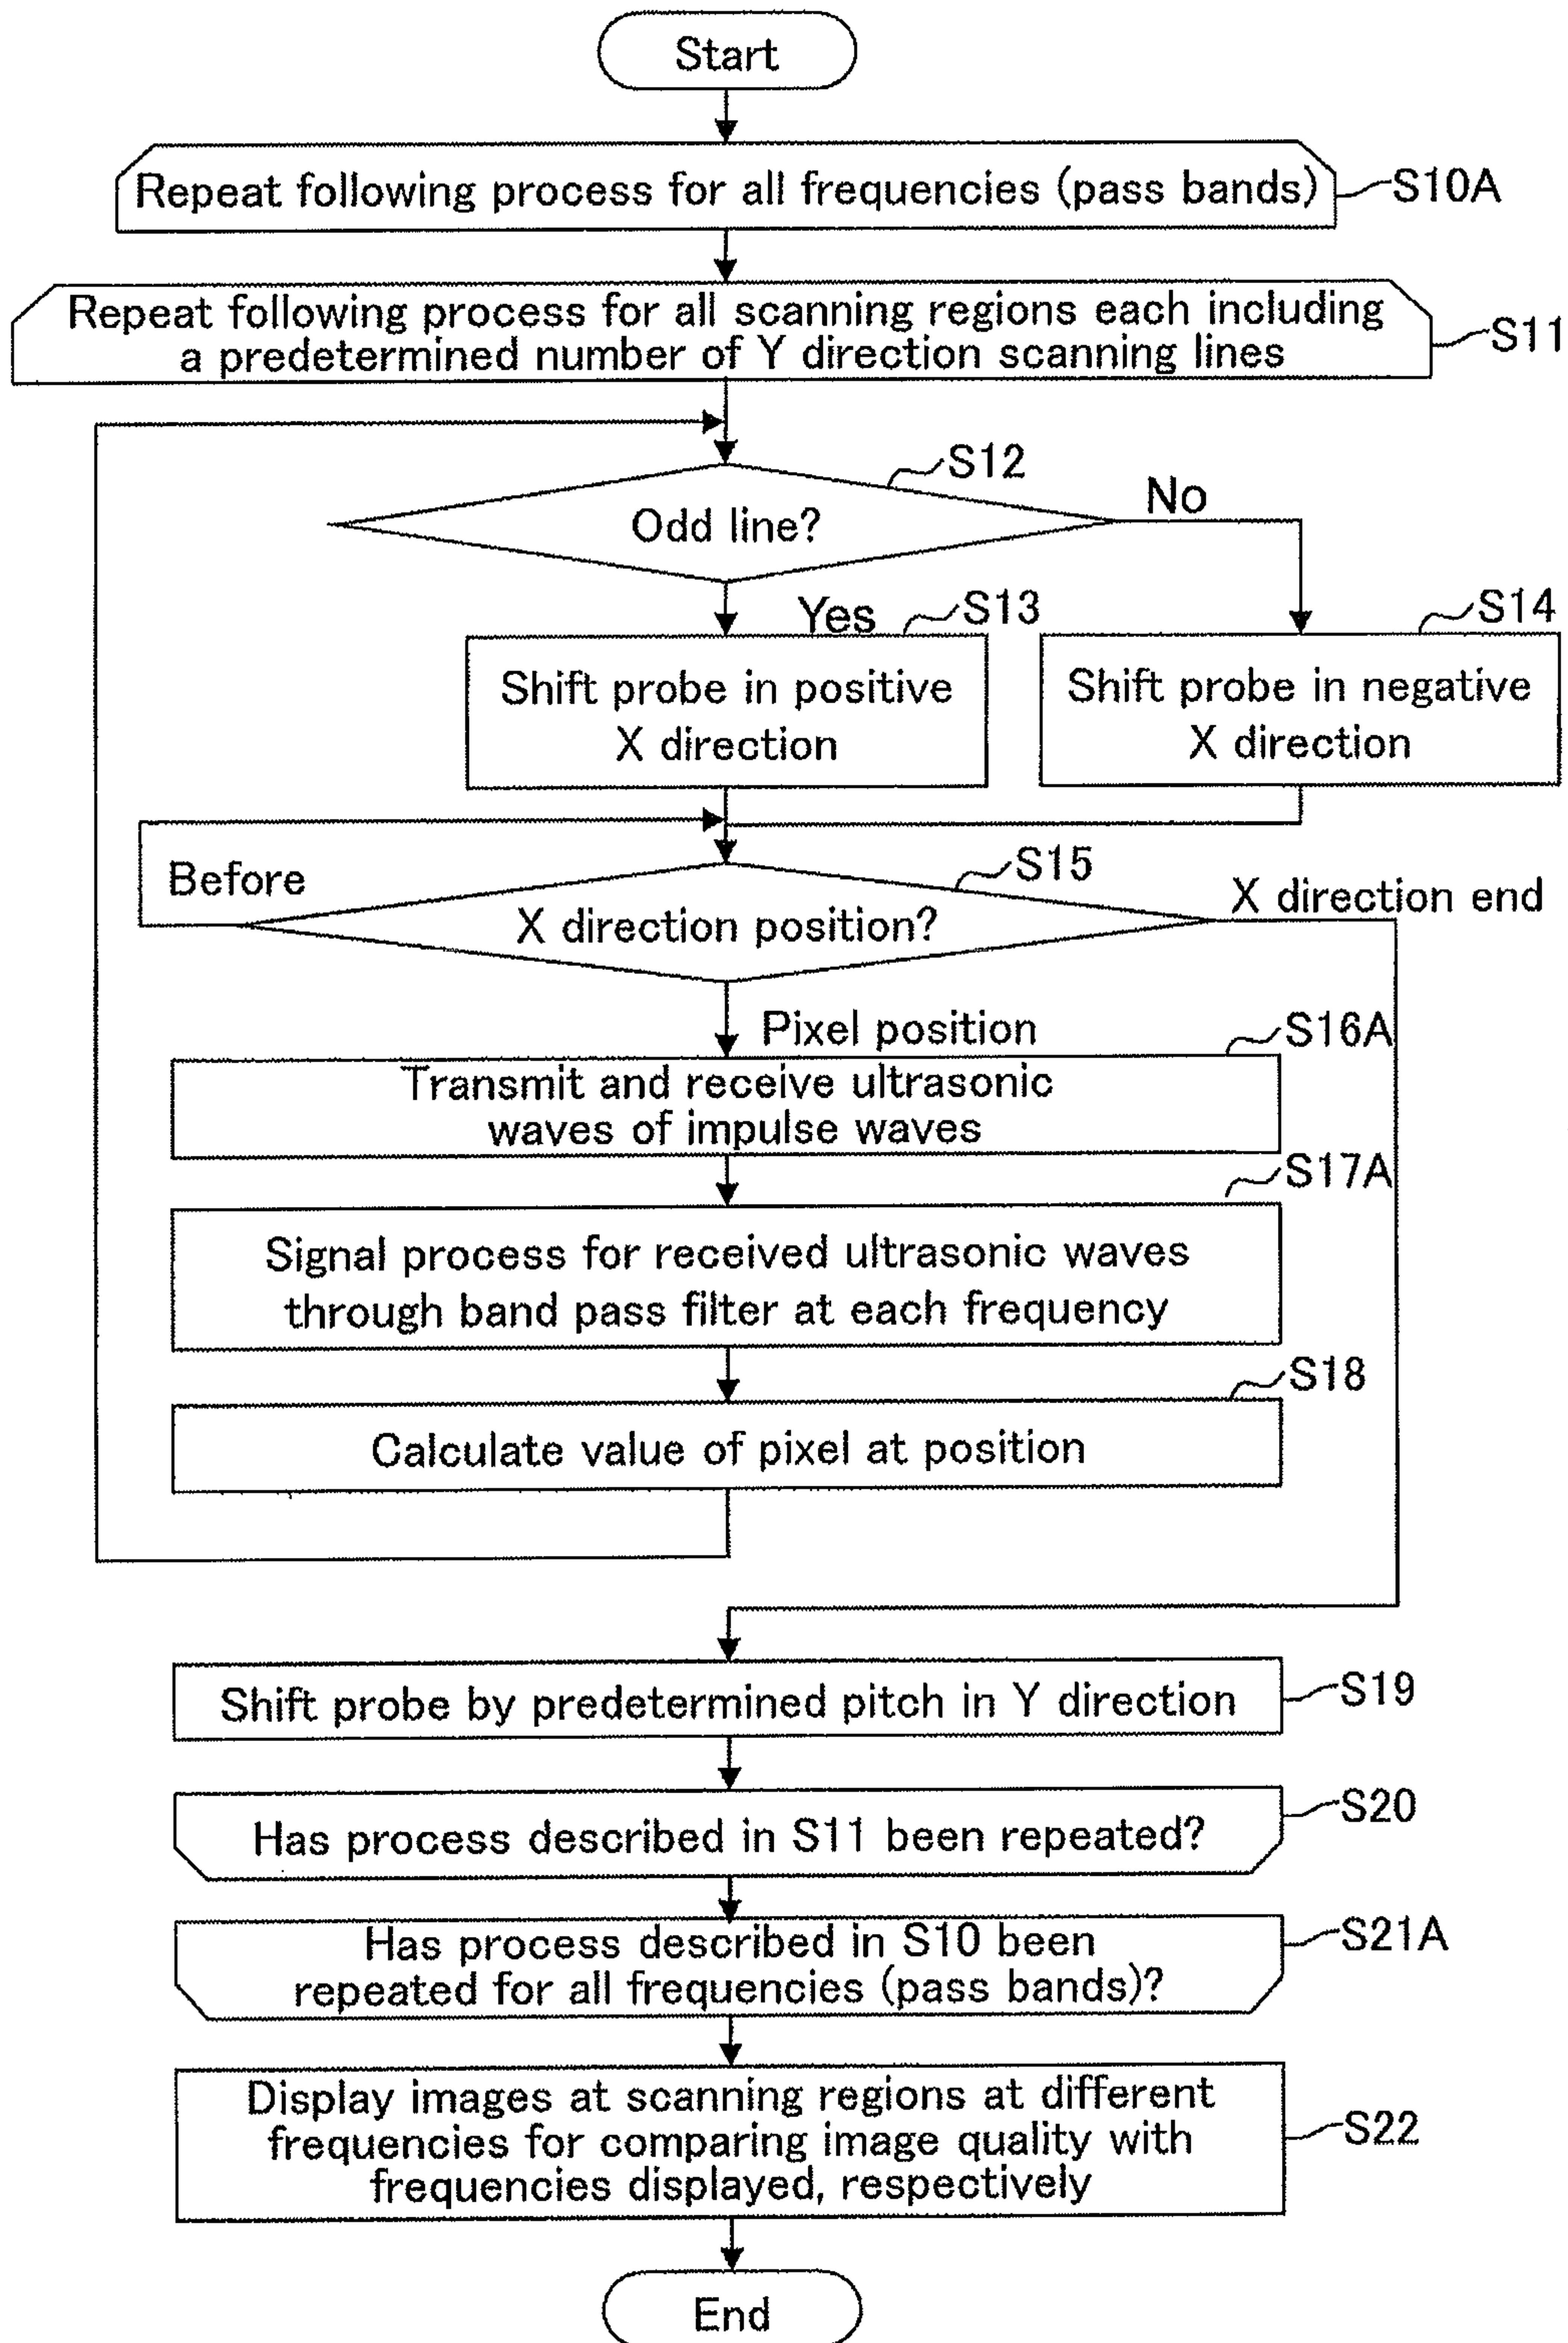 Start
Repeat following process for all frequencies (pass bands)
S10A
Repeat following process for all scanning regions each including
a predetermined number of Y direction scanning lines
S11
S12
Odd line?
No
Yes
S13
S14
Shift probe in positive
X direction
Shift probe in negative
X direction
Before
S15
X direction position?
X direction end
Pixel position
S16A
Transmit and receive ultrasonic
waves of impulse waves
S17A
Signal process for received ultrasonic waves
through band pass filter at each frequency
S18
Calculate value of pixel at position
Shift probe by predetermined pitch in Y direction
S19
Has process described in S11 been repeated?
S20
Has process described in S10 been
repeated for all frequencies (pass bands)?
S21A
Display images at scanning regions at different
frequencies for comparing image quality with
frequencies displayed, respectively
S22
End